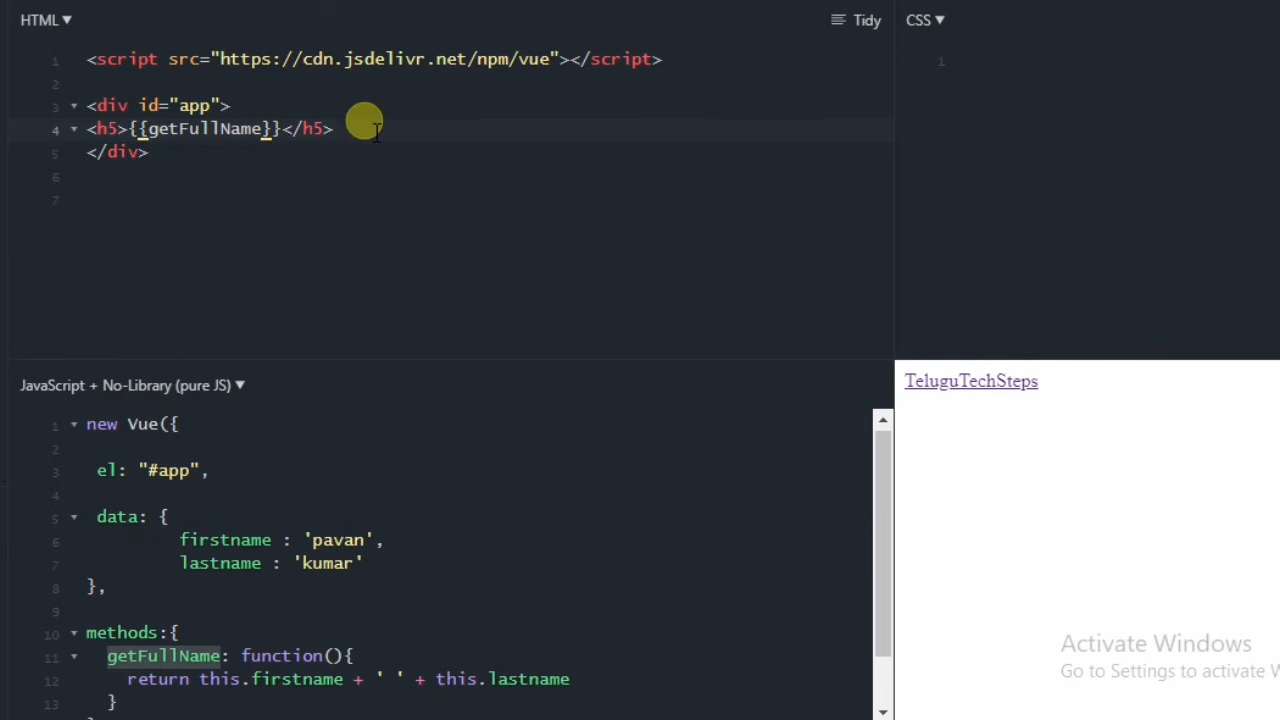 HTML▼
Tidy
CSS▼
1 <script src="https://cdn.jsdelivr.net/npm/vue"></script>
2
3 <div id="app">
4 <h5>{{getFullName}}</h5>
5 </div>
6
7
1
JavaScript + No-Library (pure JS)▼
1 new Vue({
2
3 el: "#app",
4
5 data: {
6 firstname : 'pavan',
7 lastname : 'kumar'
8 },
9
10 methods:{
11 getFullName: function(){
12 return this.firstname + ' ' + this.lastname
13 }
TeluguTechSteps
Activate Windows
Go to Settings to activate W